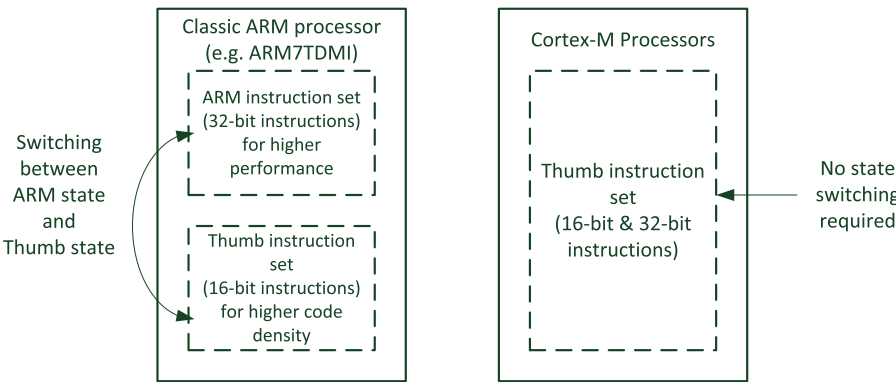 Classic ARM processor
(e.g. ARM7TDMI)
ARM instruction set
(32-bit instructions)
for higher
performance
Switching
between
ARM state
and
Thumb state
Thumb instruction
set
(16-bit instructions)
for higher code
density
Cortex-M Processors
Thumb instruction
set
(16-bit & 32-bit
instructions)
No state
switching
required